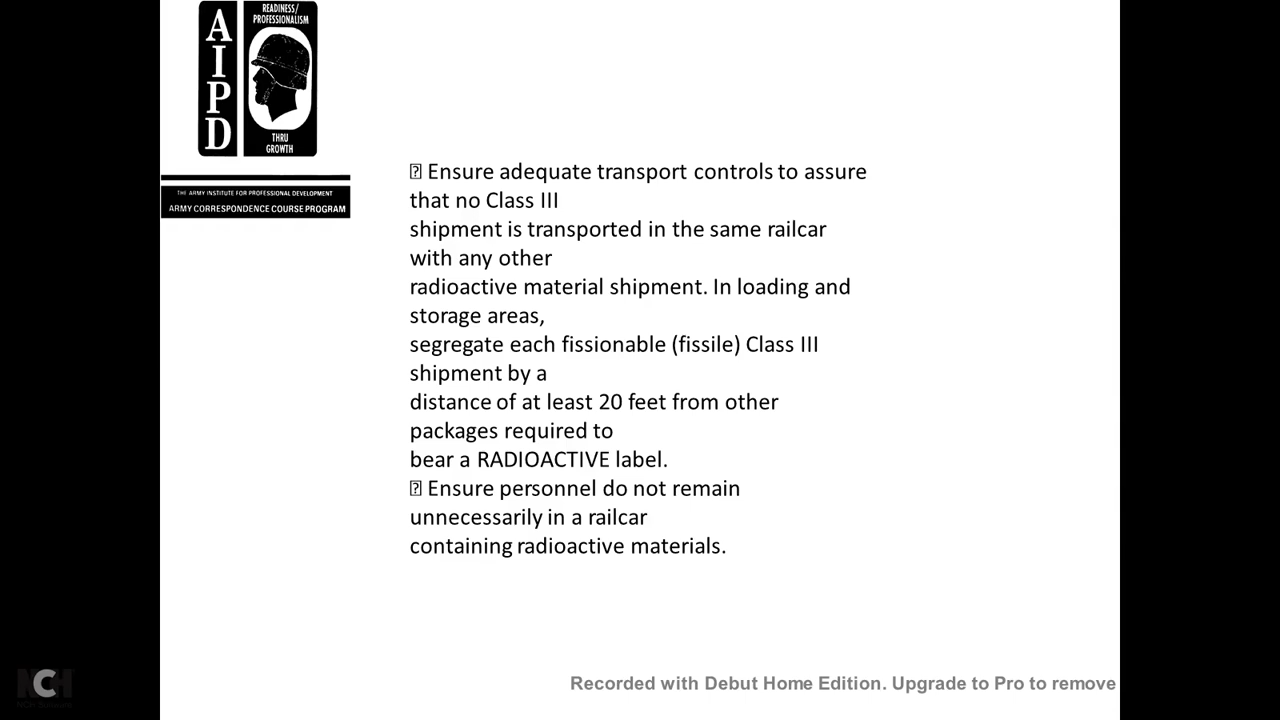 READINESS/
PROFESSIONALISM
AIPD
THRU
GROWTH
THE ARMY INSTITUTE FOR PROFESSIONAL DEVELOPMENT
ARMY CORRESPONDENCE COURSE PROGRAM
⍰ Ensure adequate transport controls to assure
that no Class III
shipment is transported in the same railcar
with any other
radioactive material shipment. In loading and
storage areas,
segregate each fissionable (fissile) Class III
shipment by a
distance of at least 20 feet from other
packages required to
bear a RADIOACTIVE label.
⍰ Ensure personnel do not remain
unnecessarily in a railcar
containing radioactive materials.
NCH
Recorded with Debut Home Edition. Upgrade to Pro to remove